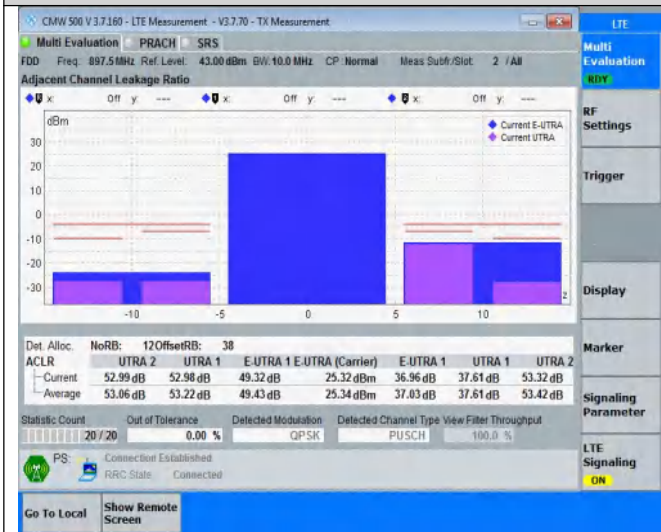 CMW 500 V 3.7.160 - LTE Measurement - V3.7.70 - TX Measurement
LTE
Multi Evaluation PRACH SRS
Multi Evaluation
RDY
FDD Freq.: 897.5 MHz Ref. Level: 43.00 dBm BW: 10.0 MHz CP: Normal Meas Subfr./Slot: 2 / All
Adjacent Channel Leakage Ratio
x: Off y: --- x: Off y: --- x: Off y: ---
dBm
Current E-UTRA
Current UTRA
30
20
10
0
-10
-20
-30
-10 -5 0 5 10
RF Settings
Trigger
Display
Marker
Signaling Parameter
LTE Signaling
ON
Det. Alloc. NoRB: 12 OffsetRB: 38
ACLR UTRA 2 UTRA 1 E-UTRA 1 E-UTRA (Carrier) E-UTRA 1 UTRA 1 UTRA 2
Current 52.99 dB 52.98 dB 49.32 dB 25.32 dBm 36.96 dB 37.61 dB 53.32 dB
Average 53.06 dB 53.22 dB 49.43 dB 25.34 dBm 37.03 dB 37.61 dB 53.42 dB
Statistic Count Out of Tolerance Detected Modulation Detected Channel Type View Filter Throughput
20 / 20 0.00 % QPSK PUSCH 100.0 %
PS: Connection Established
RRC State Connected
Go To Local
Show Remote Screen